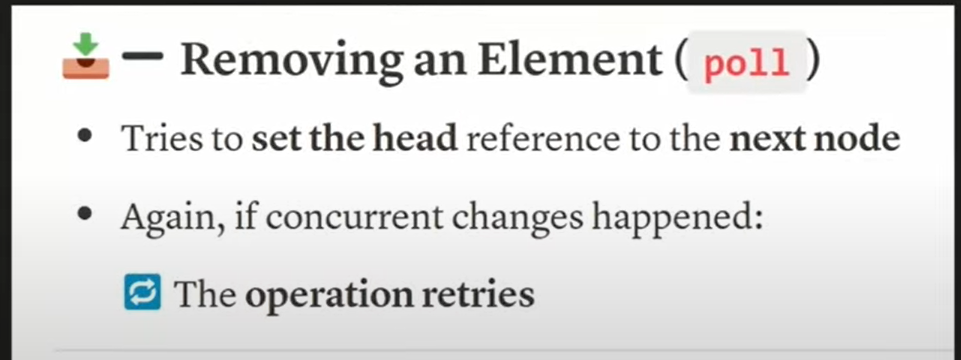 — Removing an Element ( poll )
• Tries to set the head reference to the next node
• Again, if concurrent changes happened:
The operation retries